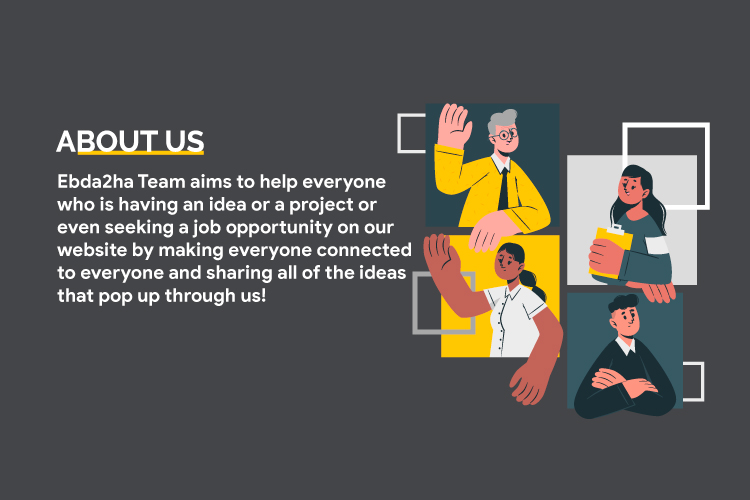 ABOUT US
Ebda2ha Team aims to help everyone
who is having an idea or a project or
even seeking a job opportunity on our
website by making everyone connected
to everyone and sharing all of the ideas
that pop up through us!